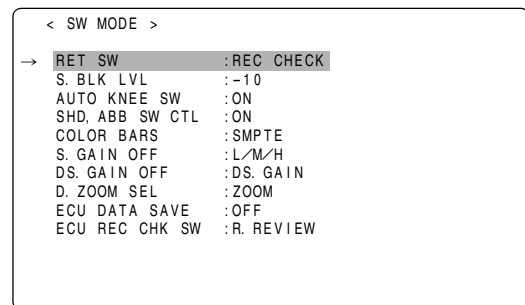 < SW MODE >
→ RET SW :REC CHECK
S. BLK LVL :−10
AUTO KNEE SW :ON
SHD, ABB SW CTL :ON
COLOR BARS :SMPTE
S. GAIN OFF :L/M/H
DS. GAIN OFF :DS. GAIN
D. ZOOM SEL :ZOOM
ECU DATA SAVE :OFF
ECU REC CHK SW :R. REVIEW